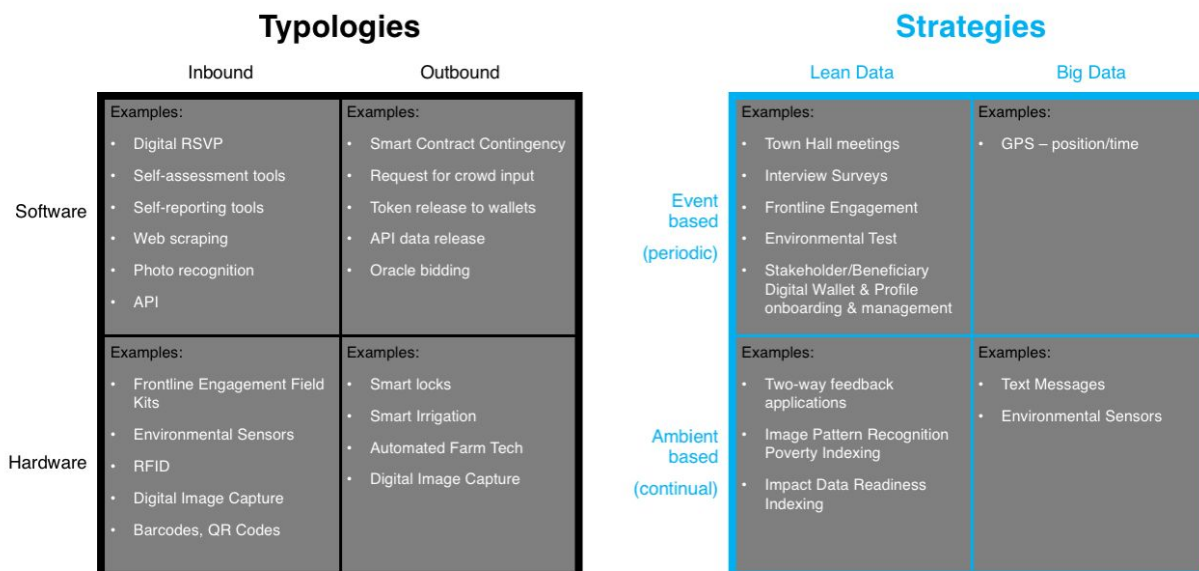 Typologies
Inbound
Outbound
Software
Examples:
• Digital RSVP
• Self-assessment tools
• Self-reporting tools
• Web scraping
• Photo recognition
• API
Examples:
• Smart Contract Contingency
• Request for crowd input
• Token release to wallets
• API data release
• Oracle bidding
Hardware
Examples:
• Frontline Engagement Field
Kits
• Environmental Sensors
• RFID
• Digital Image Capture
• Barcodes, QR Codes
Examples:
• Smart locks
• Smart Irrigation
• Automated Farm Tech
• Digital Image Capture
Strategies
Lean Data
Big Data
Event
based
(periodic)
Examples:
• Town Hall meetings
• Interview Surveys
• Frontline Engagement
• Environmental Test
• Stakeholder/Beneficiary
Digital Wallet & Profile
onboarding & management
Examples:
• GPS – position/time
Ambient
based
(continual)
Examples:
• Two-way feedback
applications
• Image Pattern Recognition
Poverty Indexing
• Impact Data Readiness
Indexing
Examples:
• Text Messages
• Environmental Sensors